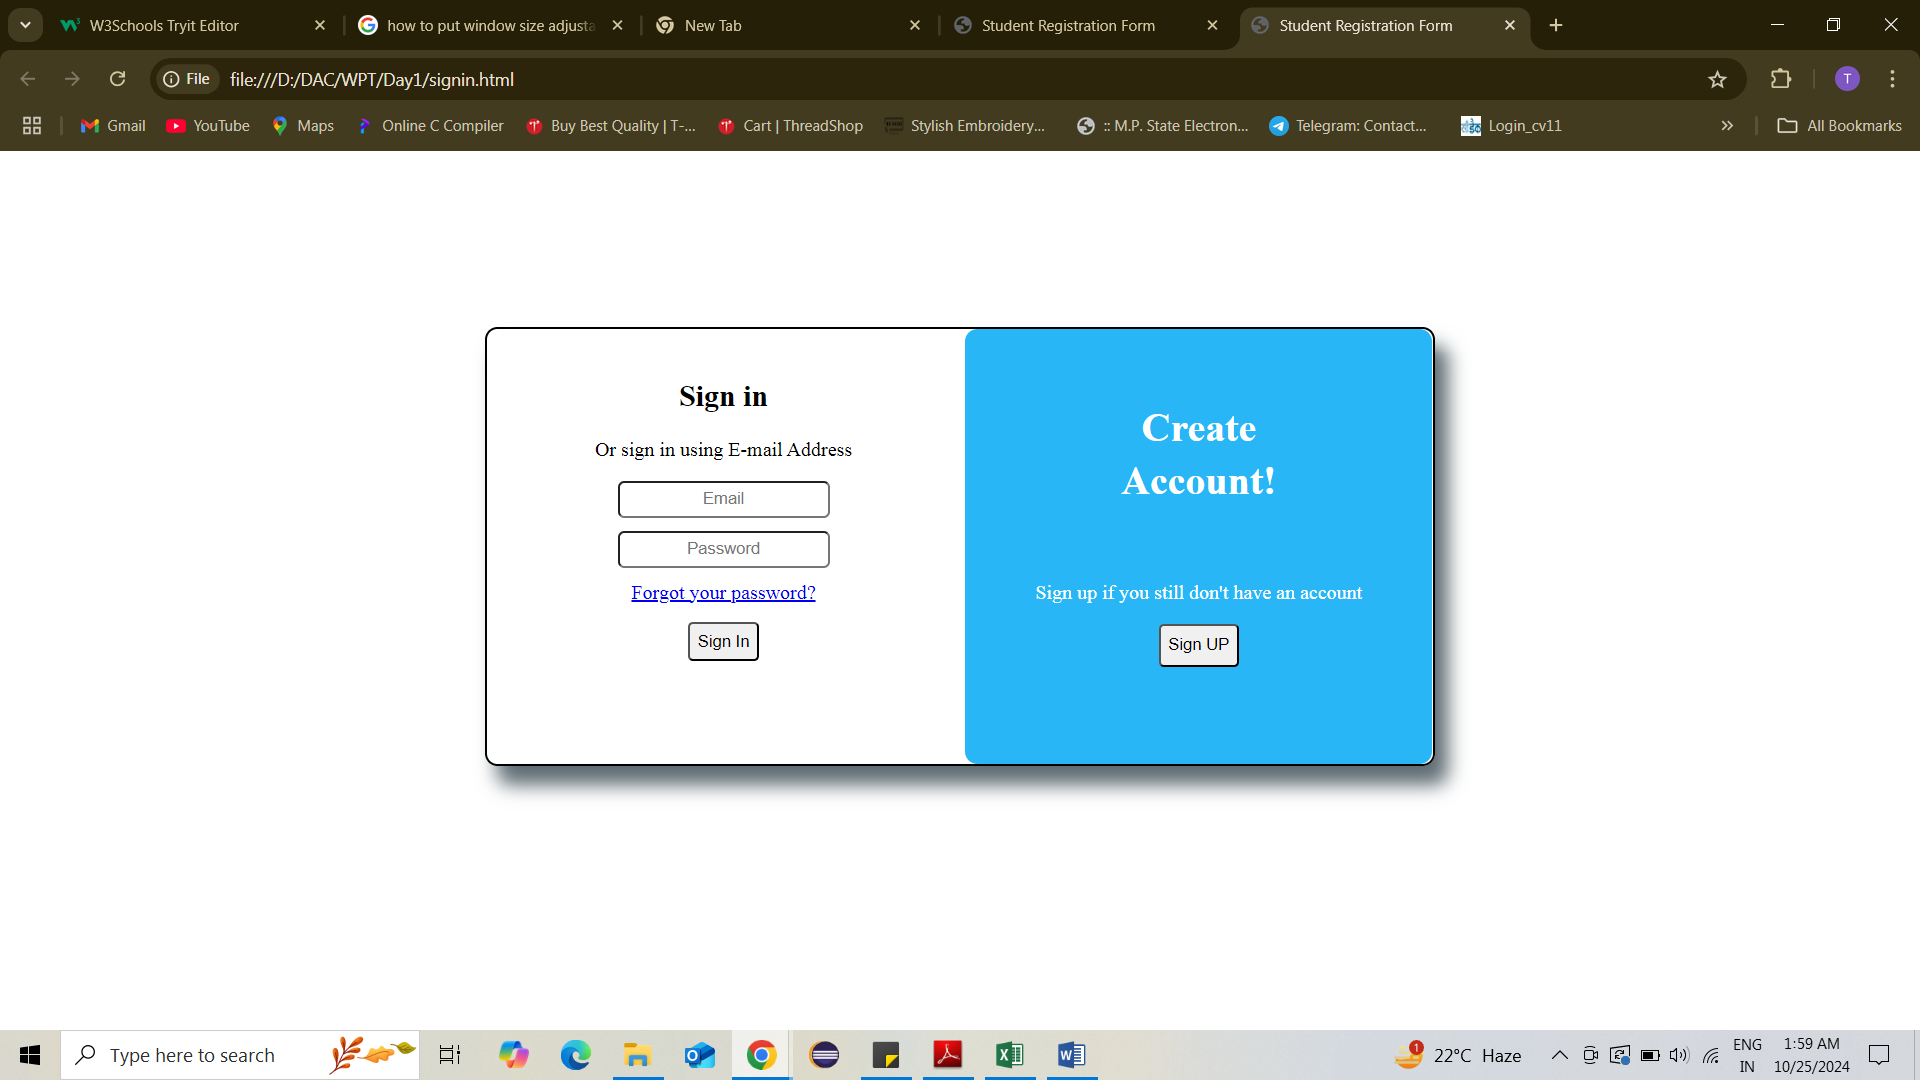 W3Schools Tryit Editor
how to put window size adjusta
New Tab
Student Registration Form
Student Registration Form
File
file:///D:/DAC/WPT/Day1/signin.html
T
Gmail
YouTube
Maps
Online C Compiler
Buy Best Quality | T-...
Cart | ThreadShop
Stylish Embroidery...
:: M.P. State Electron...
Telegram: Contact...
Login_cv11
All Bookmarks
Sign in
Or sign in using E-mail Address
Email
Password
Forgot your password?
Sign In
Create
Account!
Sign up if you still don't have an account
Sign UP
Type here to search
1
22°C Haze
ENG
IN
1:59 AM
10/25/2024